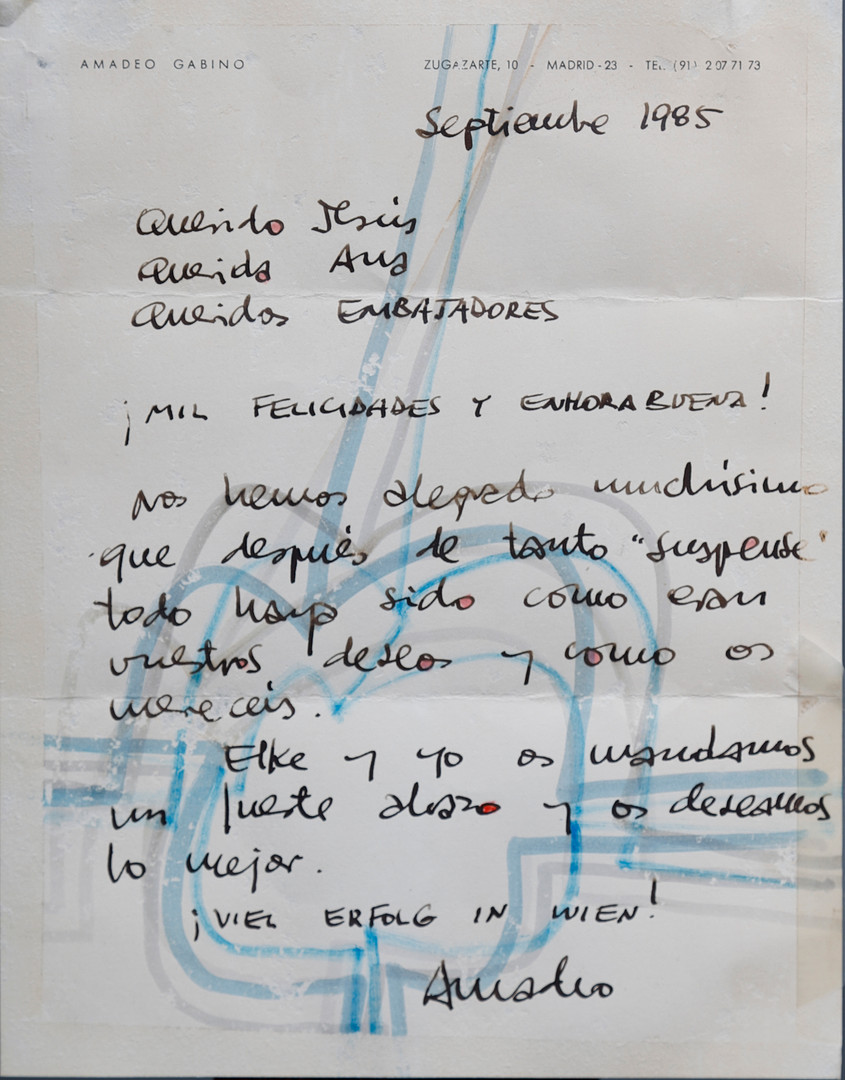 AMADEO GABINO ZUGAZARTE, 10 - MADRID-23 - TEL. (91) 2 07 71 73
Septiembre 1985
Querido Jesús
Querida Ana
Queridos EMBAJADORES
¡MIL FELICIDADES Y ENHORABUENA!
Nos hemos alegrado muchísimo
que después de tanto "suspense"
todo haya sido como eran
vuestros deseos y como os
merecéis.
Elke y yo os mandamos
un fuerte abrazo y os deseamos
lo mejor.
¡VIEL ERFOLG IN WIEN!
Amadeo